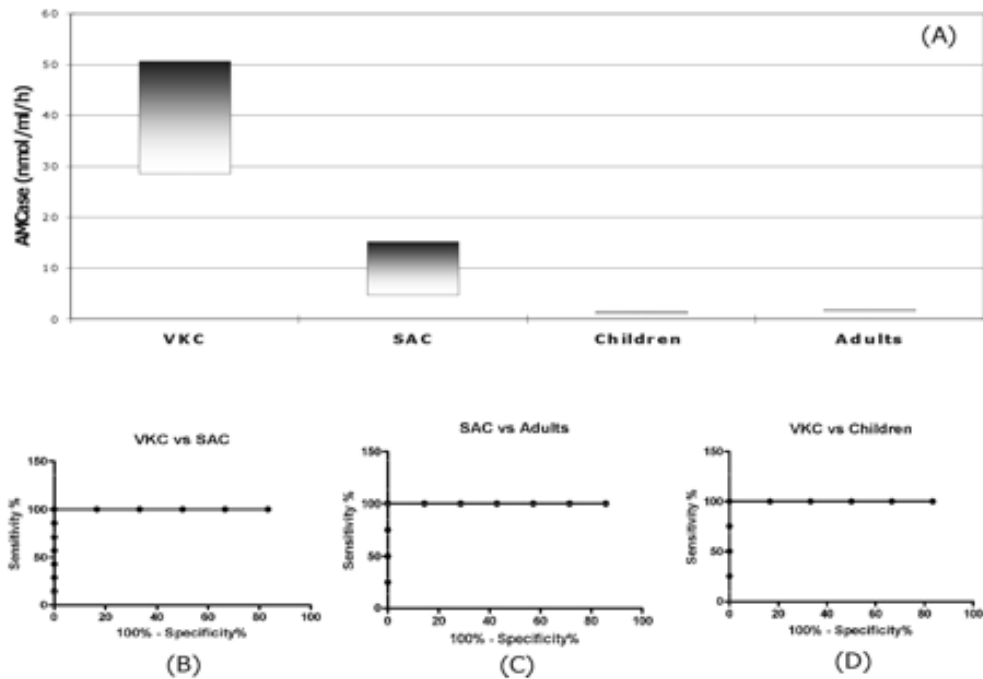 (A)
60
50
40
30
20
10
0
AMCase (nmol/ml/h)
VKC SAC Children Adults
VKC vs SAC
150
100
50
0
Sensitivity %
0 20 40 60 80 100
100% - Specificity%
(B)
SAC vs Adults
150
100
50
0
Sensitivity %
0 20 40 60 80 100
100% - Specificity%
(C)
VKC vs Children
150
100
50
0
Sensitivity %
0 20 40 60 80 100
100% - Specificity%
(D)